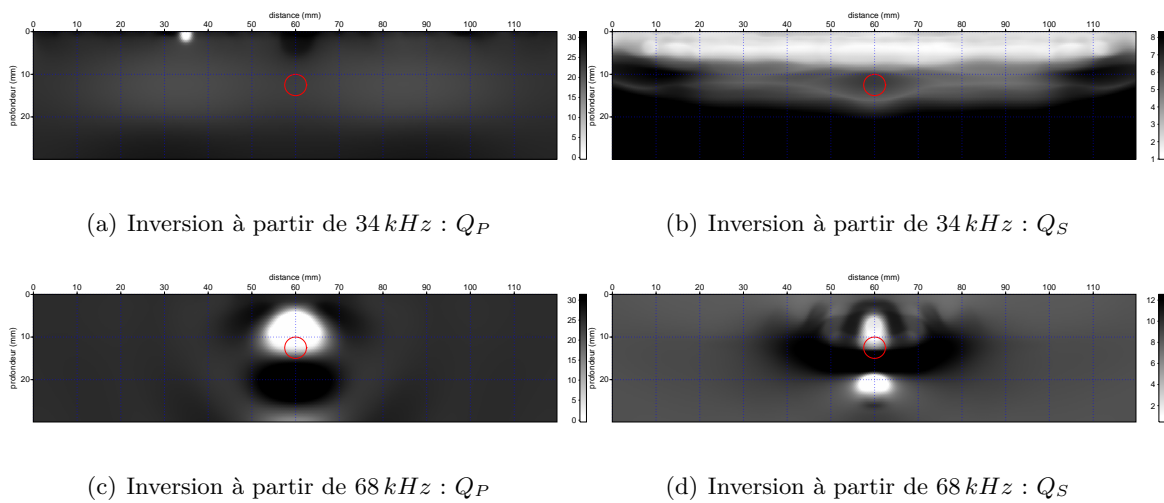 distance (mm)
0 10 20 30 40 50 60 70 80 90 100 110
profondeur (mm)
0
10
20
30
25
20
15
10
5
0
distance (mm)
0 10 20 30 40 50 60 70 80 90 100 110
profondeur (mm)
0
10
20
8
7
6
5
4
3
2
1
(a) Inversion à partir de 34 kHz : Q_P
(b) Inversion à partir de 34 kHz : Q_S
distance (mm)
0 10 20 30 40 50 60 70 80 90 100 110
profondeur (mm)
0
10
20
30
25
20
15
10
5
0
distance (mm)
0 10 20 30 40 50 60 70 80 90 100 110
profondeur (mm)
0
10
20
12
10
8
6
4
2
(c) Inversion à partir de 68 kHz : Q_P
(d) Inversion à partir de 68 kHz : Q_S